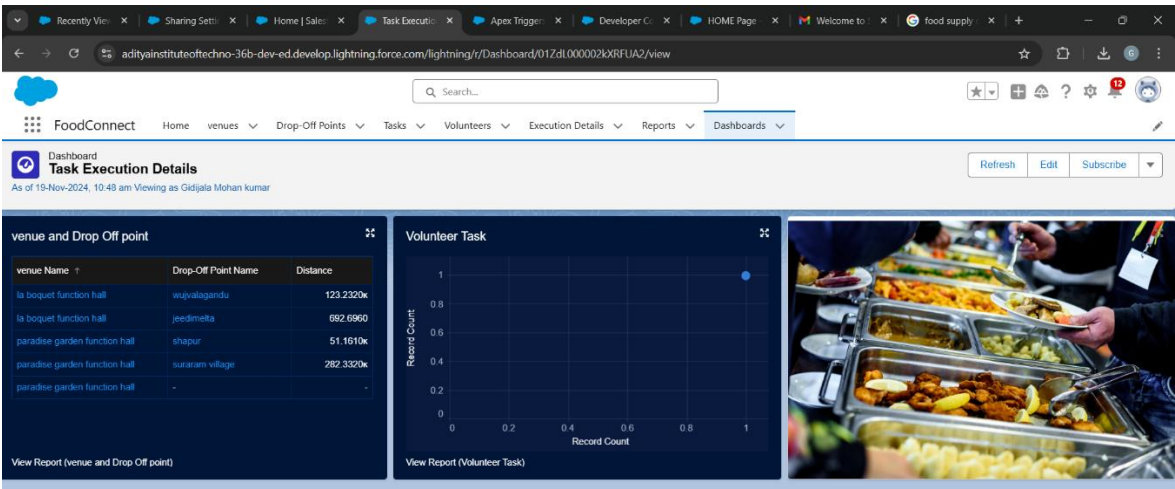 Recently View
Sharing Settin
Home | Sales
Task Executio
Apex Triggers
Developer Co
HOME Page -
Welcome to S
food supply
adityainstituteoftechno-36b-dev-ed.develop.lightning.force.com/lightning/r/Dashboard/01ZdL000002kXRFUA2/view
G
Search...
12
FoodConnect Home venues Drop-Off Points Tasks Volunteers Execution Details Reports Dashboards
Dashboard
Task Execution Details
As of 19-Nov-2024, 10:48 am Viewing as Gidijala Mohan kumar
Refresh Edit Subscribe
venue and Drop Off point
venue Name ↑ Drop-Off Point Name Distance
la boquet function hall wujvalagandu 123.2320K
la boquet function hall jeedimelta 692.6960
paradise garden function hall shapur 51.1610K
paradise garden function hall suraram village 282.3320K
paradise garden function hall - -
View Report (venue and Drop Off point)
Volunteer Task
Record Count
1
0.8
0.6
0.4
0.2
0
0 0.2 0.4 0.6 0.8 1
Record Count
View Report (Volunteer Task)